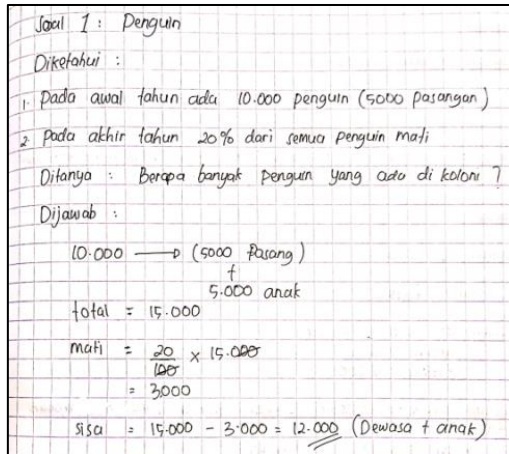 Soal 1 : Penguin
Diketahui :
1. Pada awal tahun ada 10.000 penguin (5000 pasangan)
2. Pada akhir tahun 20% dari semua penguin mati
Ditanya : Berapa banyak penguin yang ada di koloni ?
Dijawab :
10.000 → (5000 Pasang)
+
5.000 anak
total = 15.000
mati = 20/100 × 15.000
= 3000
sisa = 15.000 - 3.000 = 12.000 (Dewasa + anak)